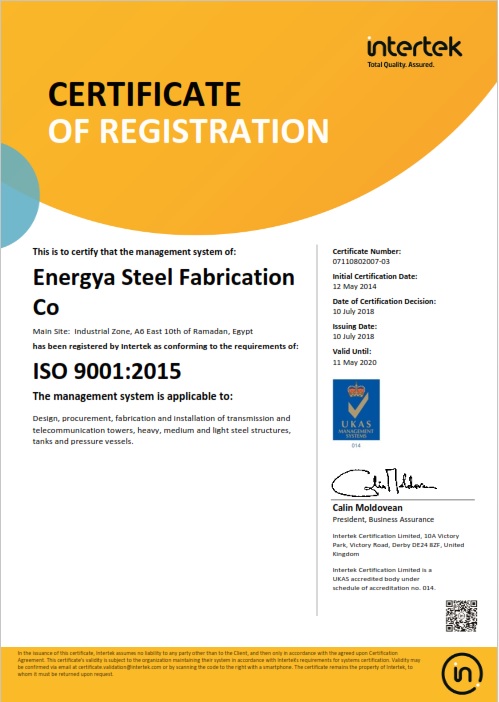 intertek
Total Quality. Assured.
CERTIFICATE
OF REGISTRATION
This is to certify that the management system of:
Energya Steel Fabrication
Co
Main Site: Industrial Zone, A6 East 10th of Ramadan, Egypt
has been registered by Intertek as conforming to the requirements of:
ISO 9001:2015
The management system is applicable to:
Design, procurement, fabrication and installation of transmission and
telecommunication towers, heavy, medium and light steel structures,
tanks and pressure vessels.
Certificate Number:
07110802007-03
Initial Certification Date:
12 May 2014
Date of Certification Decision:
10 July 2018
Issuing Date:
10 July 2018
Valid Until:
11 May 2020
UKAS
MANAGEMENT
SYSTEMS
014
Calin Moldovean
Calin Moldovean
President, Business Assurance
Intertek Certification Limited, 10A Victory
Park, Victory Road, Derby DE24 8ZF, United
Kingdom
Intertek Certification Limited is a
UKAS accredited body under
schedule of accreditation no. 014.
In the issuance of this certificate, Intertek assumes no liability to any party other than to the Client, and then only in accordance with the agreed upon Certification
Agreement. This certificate's validity is subject to the organization maintaining their system in accordance with Intertek's requirements for systems certification. Validity may
be confirmed via email at certificate.validation@intertek.com or by scanning the code to the right with a smartphone. The certificate remains the property of Intertek, to
whom it must be returned upon request.
in